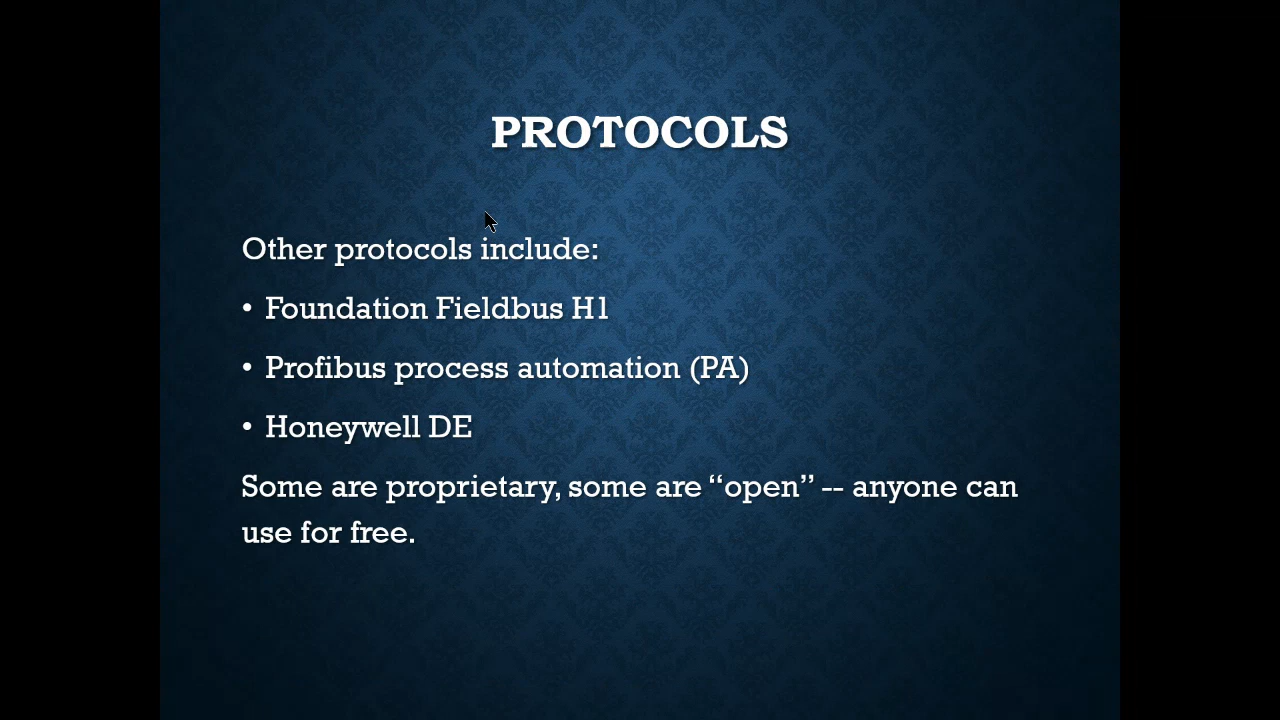 PROTOCOLS
Other protocols include:
• Foundation Fieldbus H1
• Profibus process automation (PA)
• Honeywell DE
Some are proprietary, some are “open” -- anyone can
use for free.